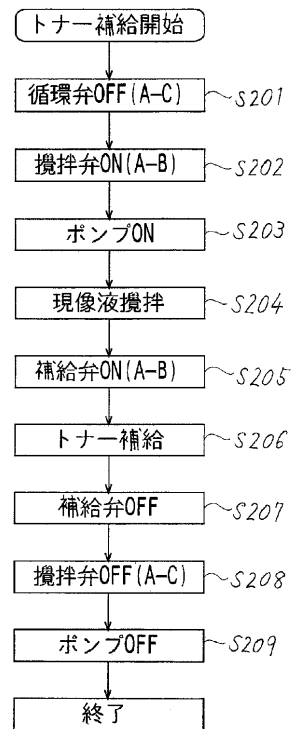 トナー補給開始
循環弁OFF(A-C) S201
攪拌弁ON(A-B) S202
ポンプON S203
現像液攪拌 S204
補給弁ON(A-B) S205
トナー補給 S206
補給弁OFF S207
攪拌弁OFF(A-C) S208
ポンプOFF S209
終了